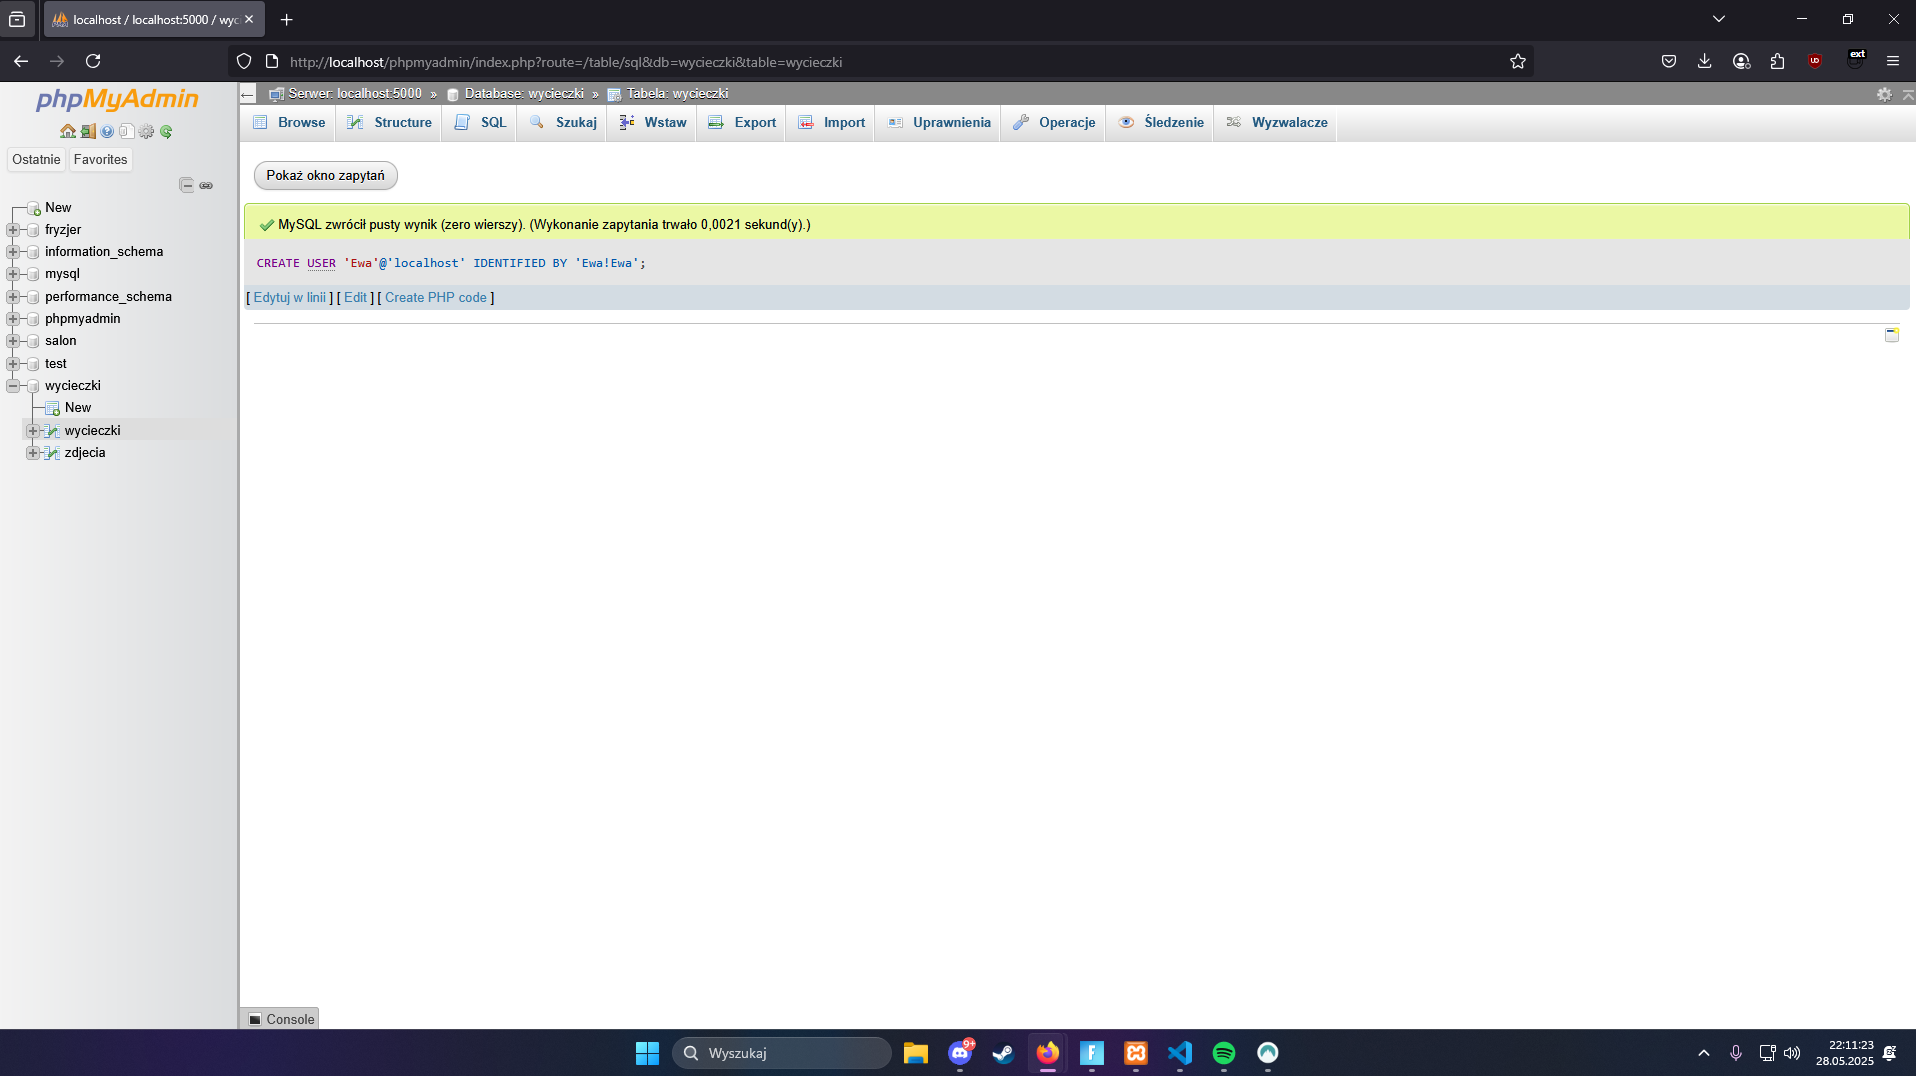 localhost / localhost:5000 / wyc
http://localhost/phpmyadmin/index.php?route=/table/sql&db=wycieczki&table=wycieczki
ext
phpMyAdmin
Ostatnie Favorites
New
fryzjer
information_schema
mysql
performance_schema
phpmyadmin
salon
test
wycieczki
New
wycieczki
zdjecia
Serwer: localhost:5000 » Database: wycieczki » Tabela: wycieczki
Browse Structure SQL Szukaj Wstaw Export Import Uprawnienia Operacje Śledzenie Wyzwalacze
Pokaż okno zapytań
MySQL zwrócił pusty wynik (zero wierszy). (Wykonanie zapytania trwało 0,0021 sekund(y).)
CREATE USER 'Ewa'@'localhost' IDENTIFIED BY 'Ewa!Ewa';
[ Edytuj w linii ] [ Edit ] [ Create PHP code ]
Console
Wyszukaj
9+
22:11:23
28.05.2025